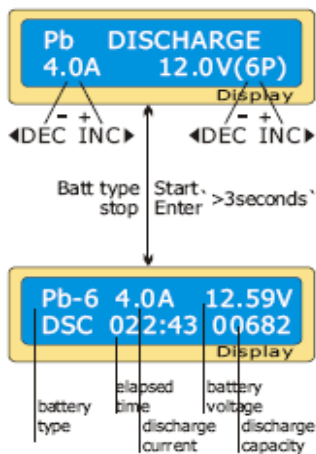 Pb DISCHARGE
4.0A 12.0V(6P)
Display
- + - +
◀DEC INC▶ ◀DEC INC▶
Batt type Start`
stop Enter >3seconds`
Pb-6 4.0A 12.59V
DSC 022:43 00682
Display
elapsed battery
battery time voltage
type discharge discharge
current capacity